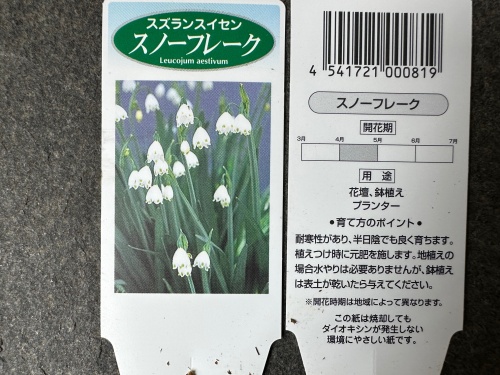 スズランスイセン
スノーフレーク
Leucojum aestivum
4 541721 000819
スノーフレーク
開花期
3月 4月 5月 6月 7月
用途
花壇、鉢植え
プランター
●育て方のポイント●
耐寒性があり、半日陰でも良く育ちます。
植えつけ時に元肥を施します。地植えの
場合水やりは必要ありませんが、鉢植え
は表土が乾いたら与えてください。
※開花時期は地域によって異なります。
この紙は焼却しても
ダイオキシンが発生しない
環境にやさしい紙です。